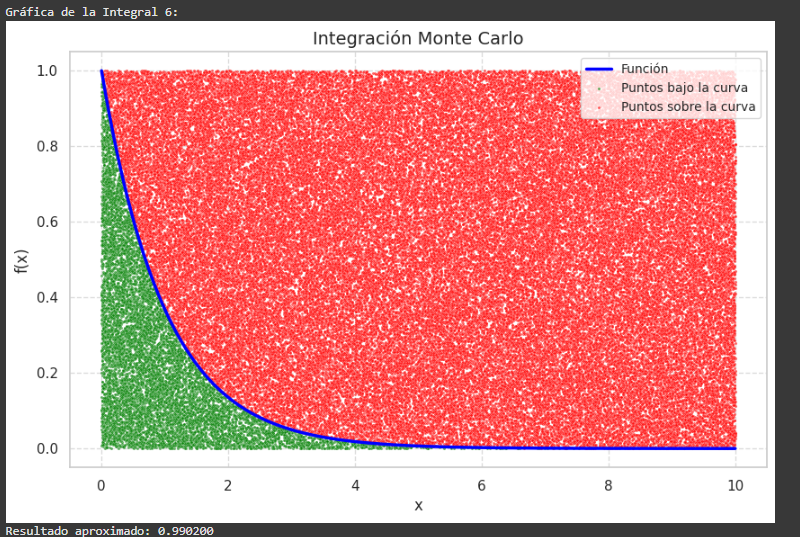 Gráfica de la Integral 6:
Integración Monte Carlo
Función
Puntos bajo la curva
Puntos sobre la curva
1.0
0.8
0.6
0.4
0.2
0.0
f(x)
0 2 4 6 8 10
x
Resultado aproximado: 0.990200